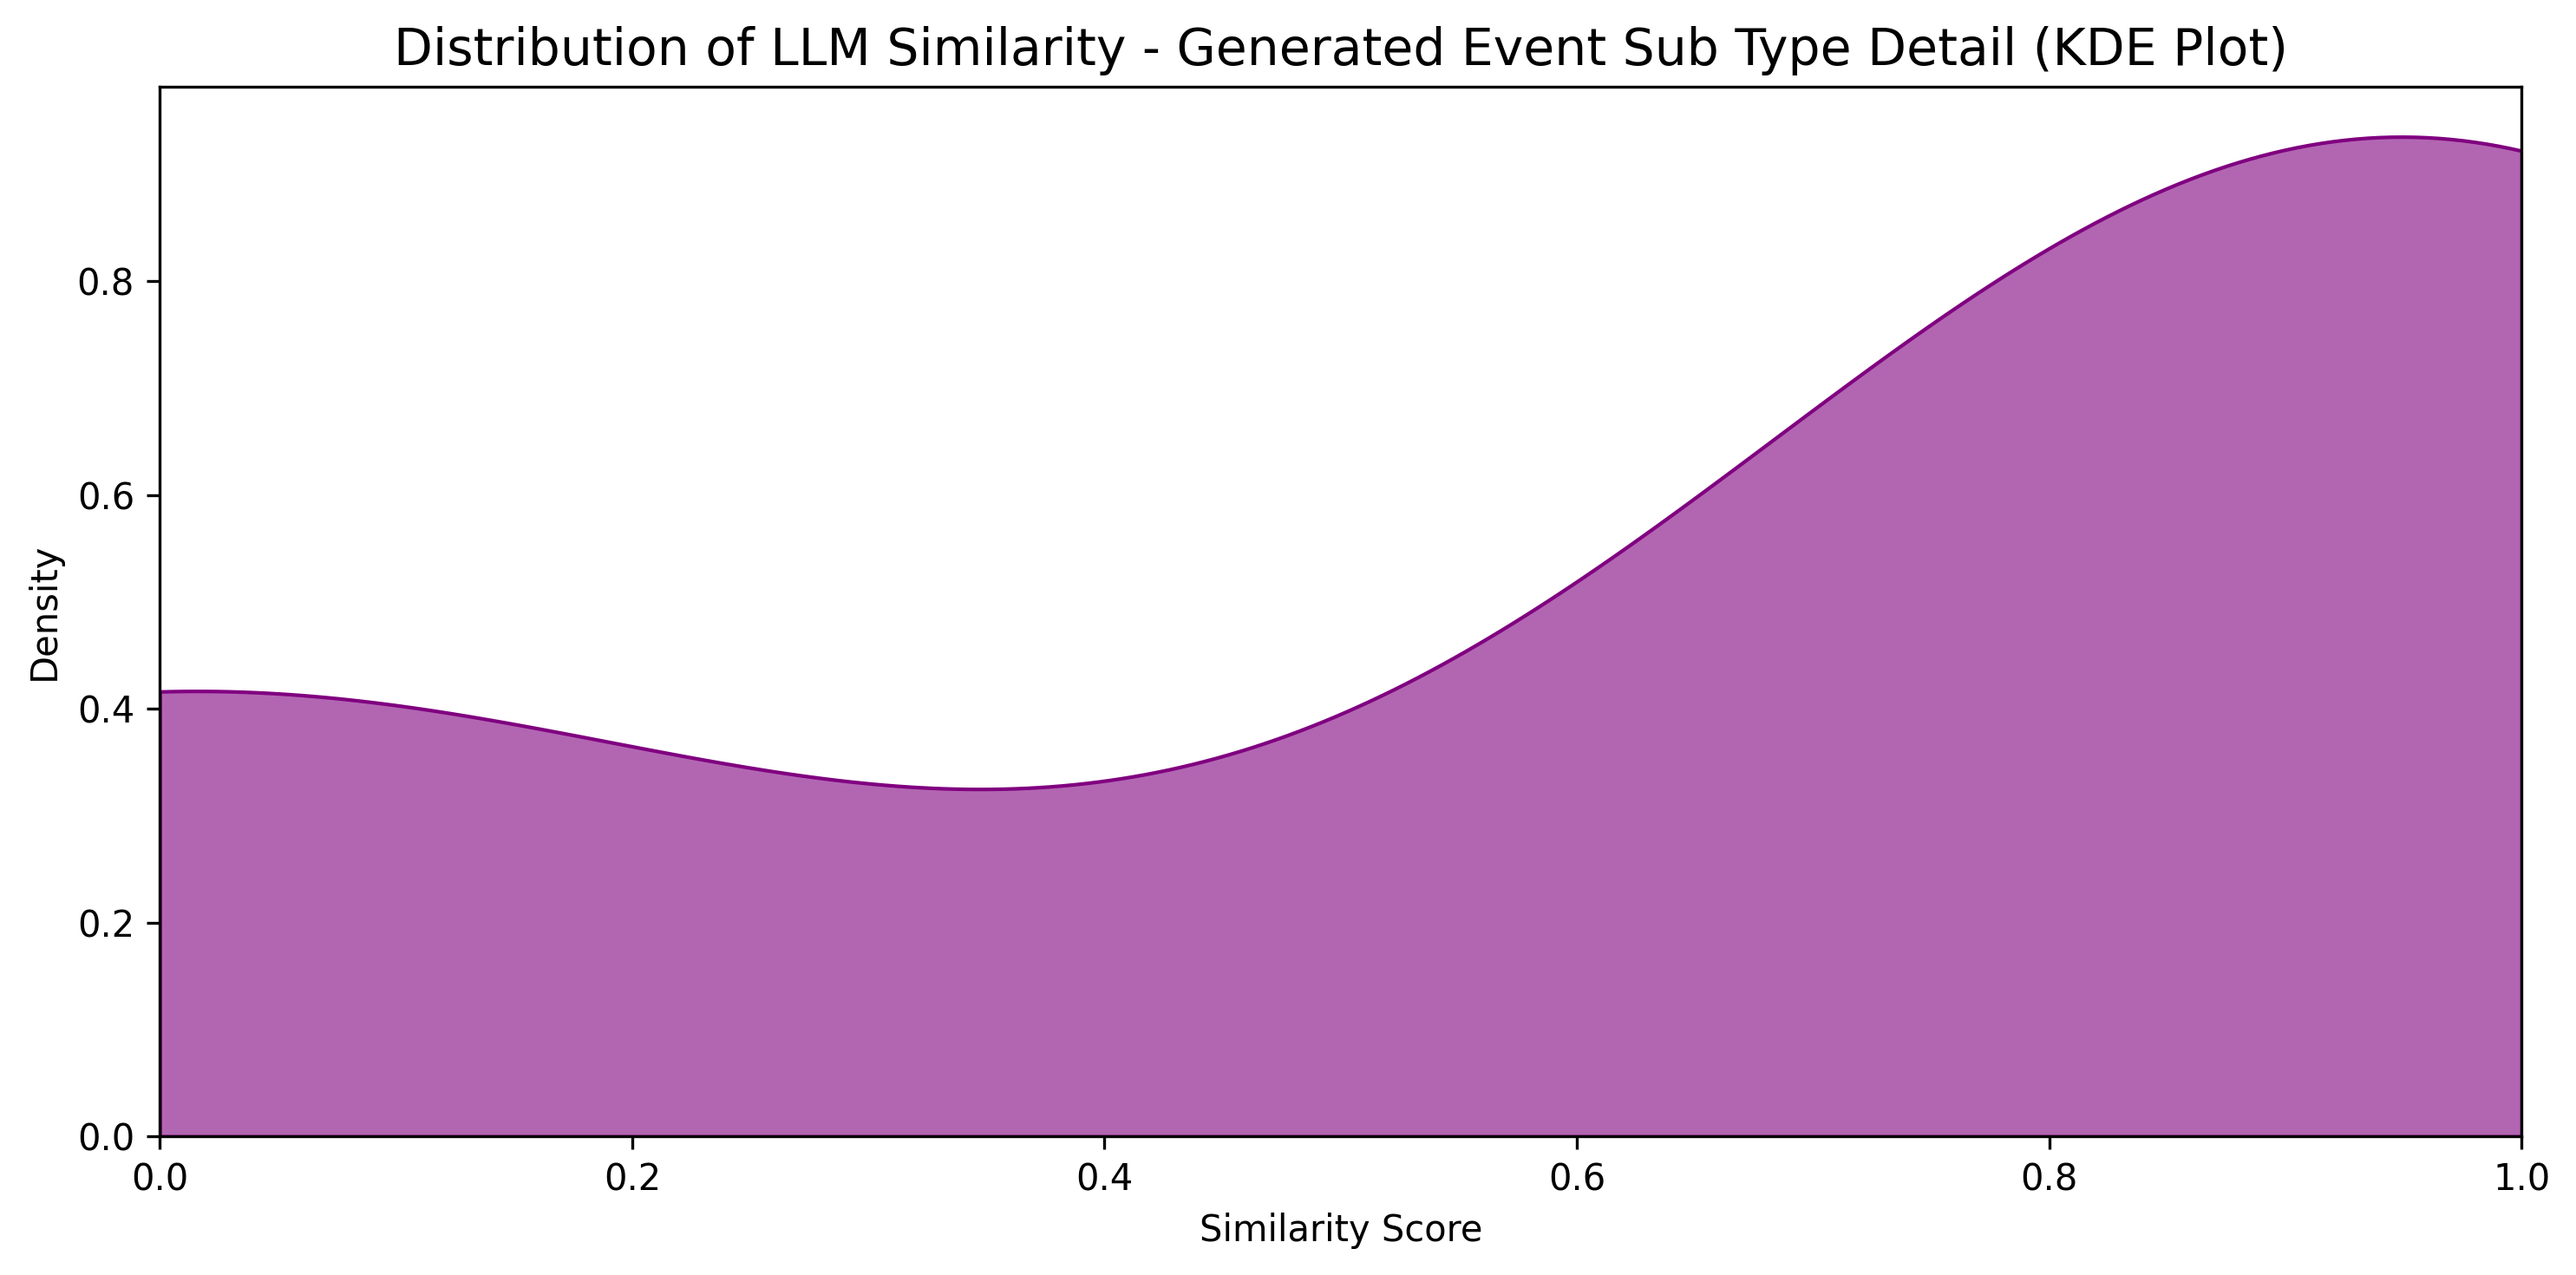 Distribution of LLM Similarity - Generated Event Sub Type Detail (KDE Plot)
Density
0.8
0.6
0.4
0.2
0.0
0.0 0.2 0.4 0.6 0.8 1.0
Similarity Score